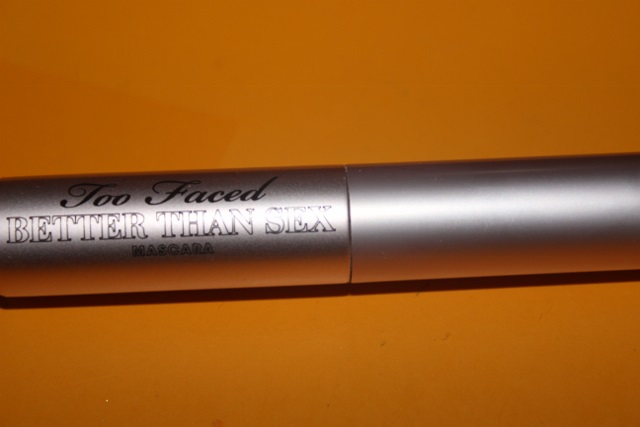 Too Faced
BETTER THAN SEX
MASCARA